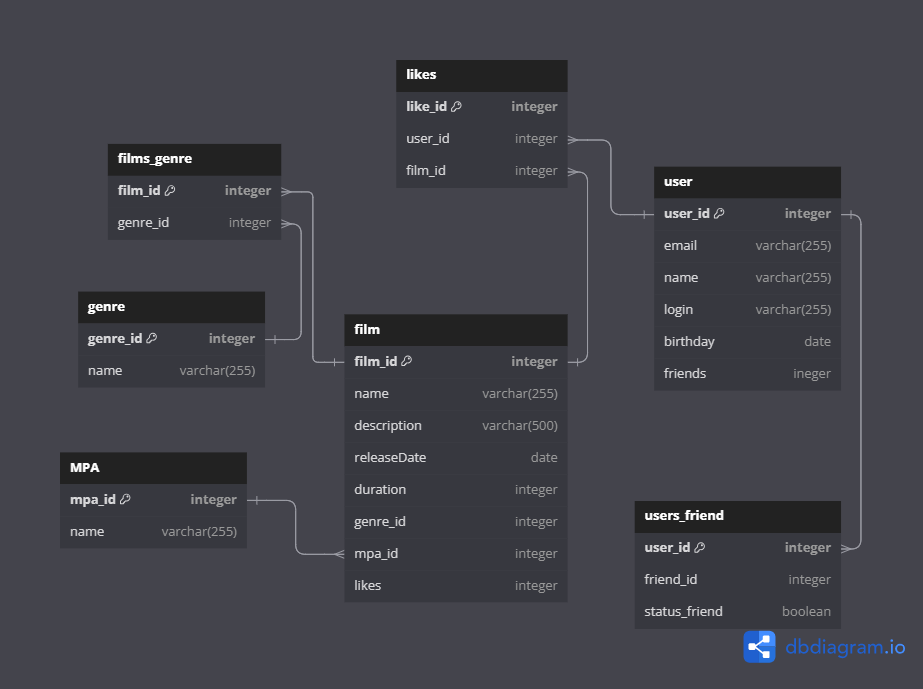 likes
like_id integer
user_id integer
film_id integer
films_genre
film_id integer
genre_id integer
user
user_id integer
email varchar(255)
name varchar(255)
login varchar(255)
birthday date
friends ineger
genre
genre_id integer
name varchar(255)
film
film_id integer
name varchar(255)
description varchar(500)
releaseDate date
duration integer
genre_id integer
mpa_id integer
likes integer
MPA
mpa_id integer
name varchar(255)
users_friend
user_id integer
friend_id integer
status_friend boolean
dbdiagram.io